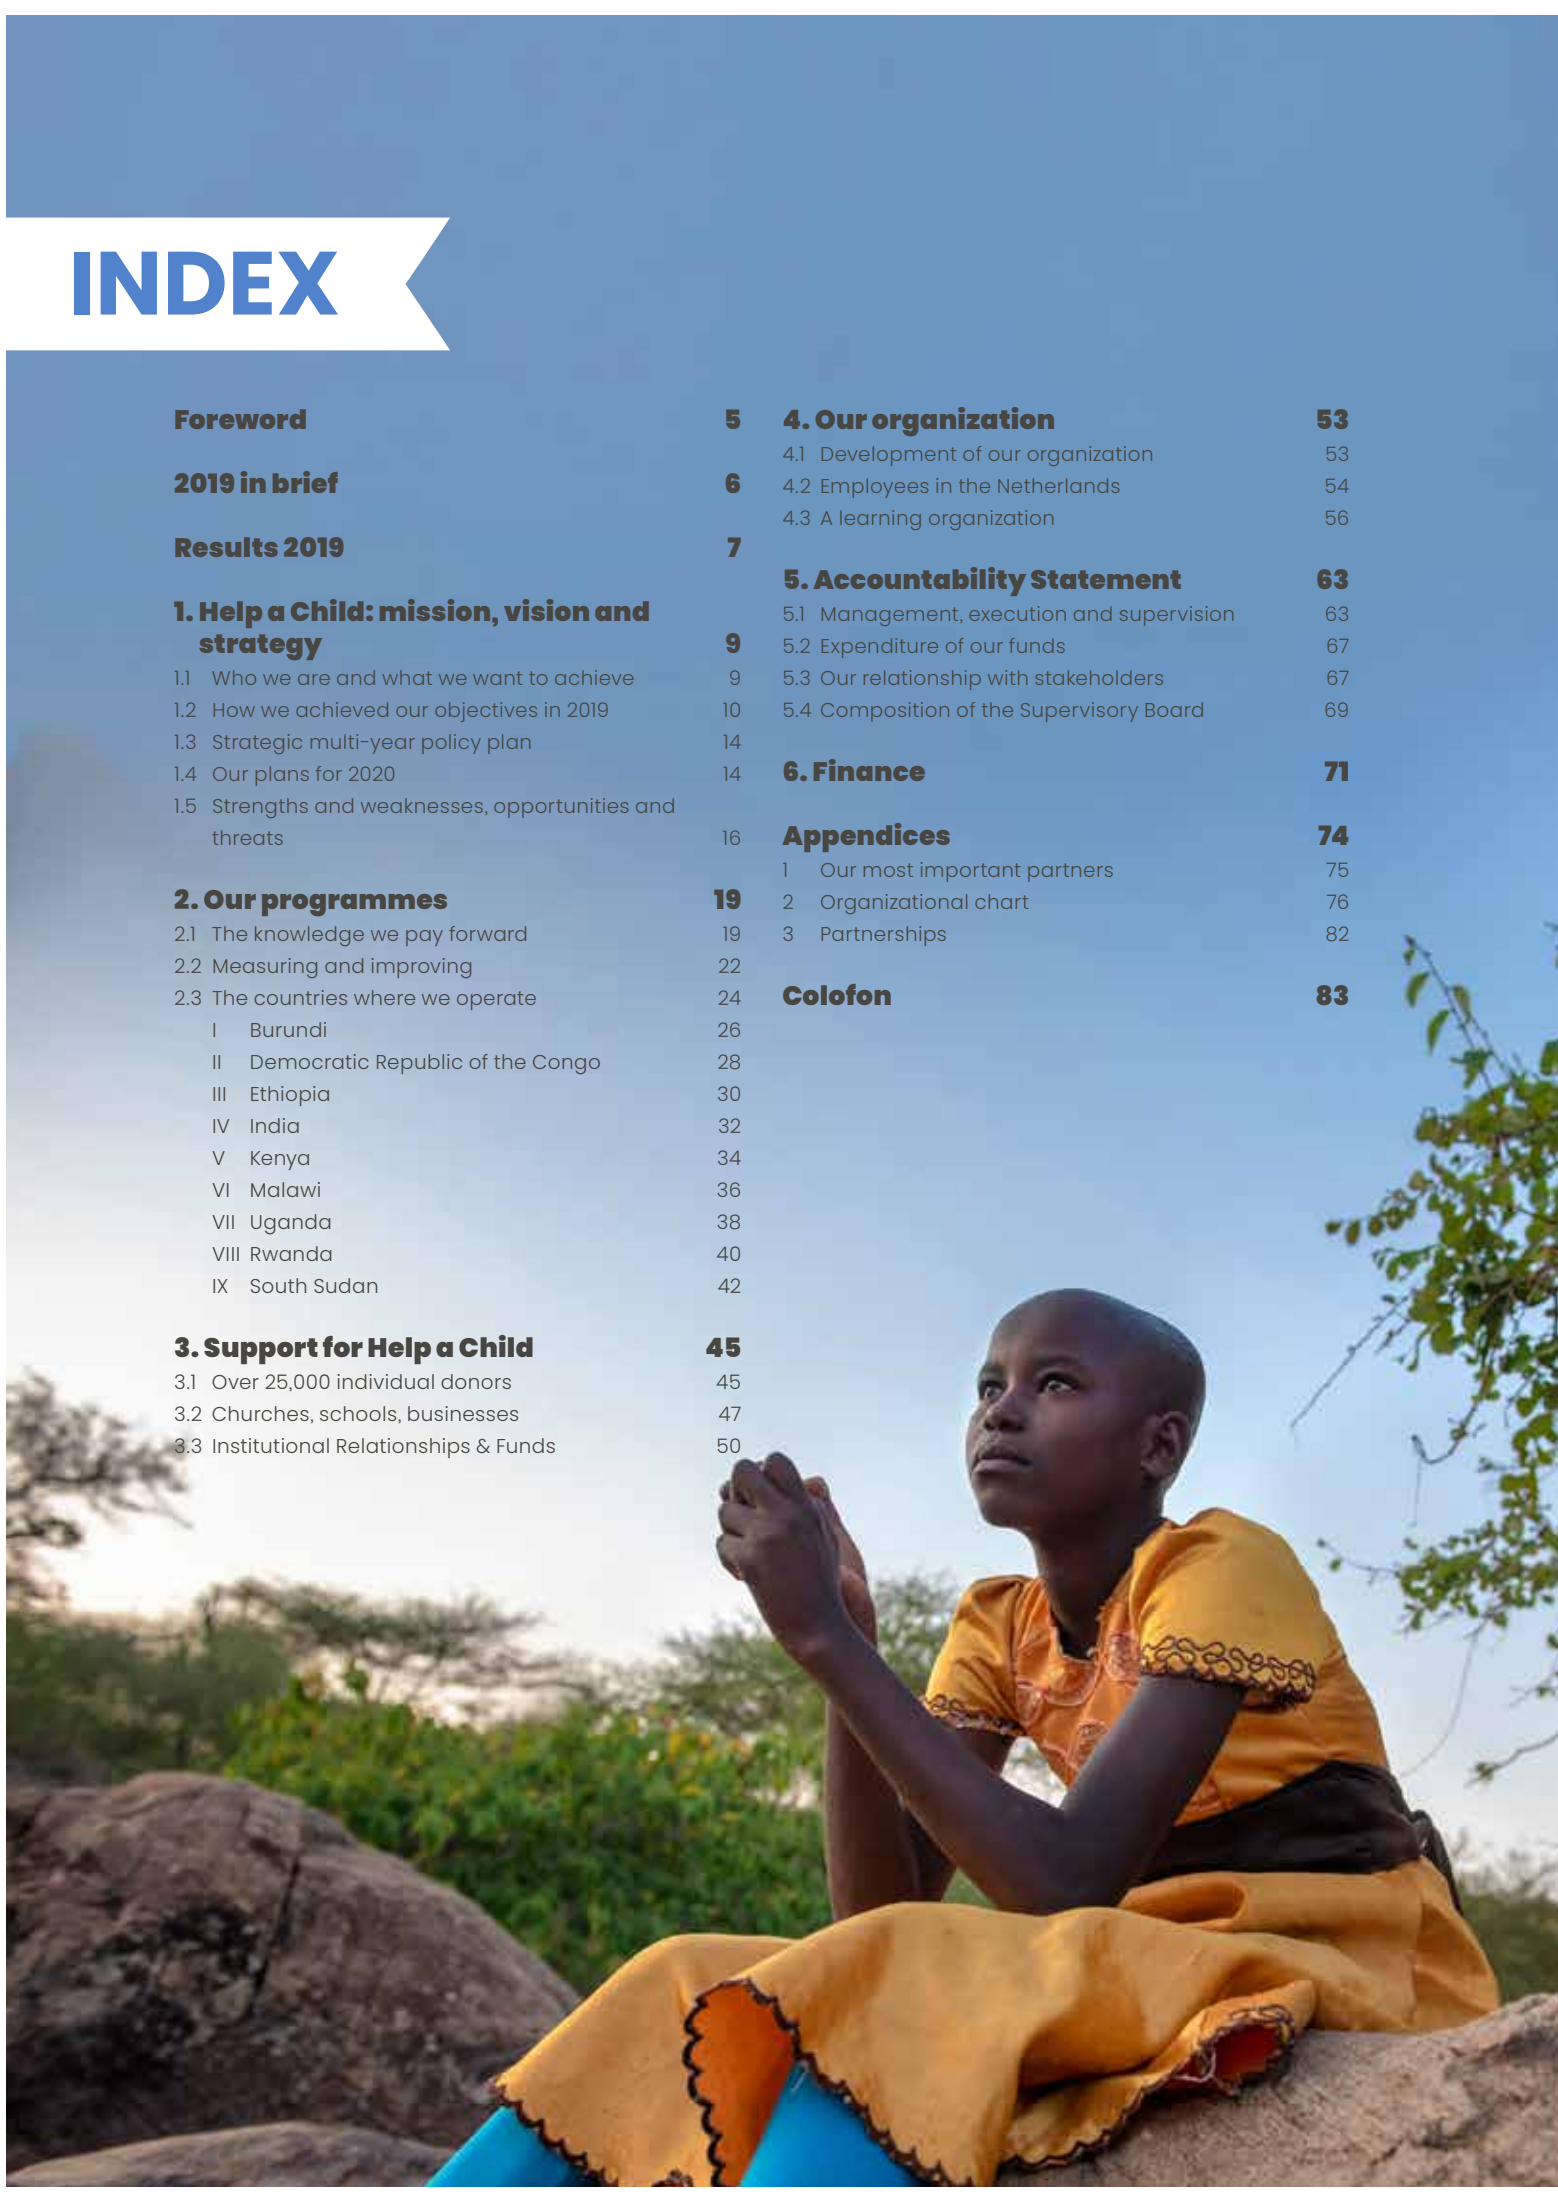 INDEX
Foreword 5
2019 in brief 6
Results 2019 7
1. Help a Child: mission, vision and
strategy 9
1.1 Who we are and what we want to achieve 9
1.2 How we achieved our objectives in 2019 10
1.3 Strategic multi-year policy plan 14
1.4 Our plans for 2020 14
1.5 Strengths and weaknesses, opportunities and
threats 16
2. Our programmes 19
2.1 The knowledge we pay forward 19
2.2 Measuring and improving 22
2.3 The countries where we operate 24
I Burundi 26
II Democratic Republic of the Congo 28
III Ethiopia 30
IV India 32
V Kenya 34
VI Malawi 36
VII Uganda 38
VIII Rwanda 40
IX South Sudan 42
3. Support for Help a Child 45
3.1 Over 25,000 individual donors 45
3.2 Churches, schools, businesses 47
3.3 Institutional Relationships & Funds 50
4. Our organization 53
4.1 Development of our organization 53
4.2 Employees in the Netherlands 54
4.3 A learning organization 56
5. Accountability Statement 63
5.1 Management, execution and supervision 63
5.2 Expenditure of our funds 67
5.3 Our relationship with stakeholders 67
5.4 Composition of the Supervisory Board 69
6. Finance 71
Appendices 74
1 Our most important partners 75
2 Organizational chart 76
3 Partnerships 82
Colofon 83